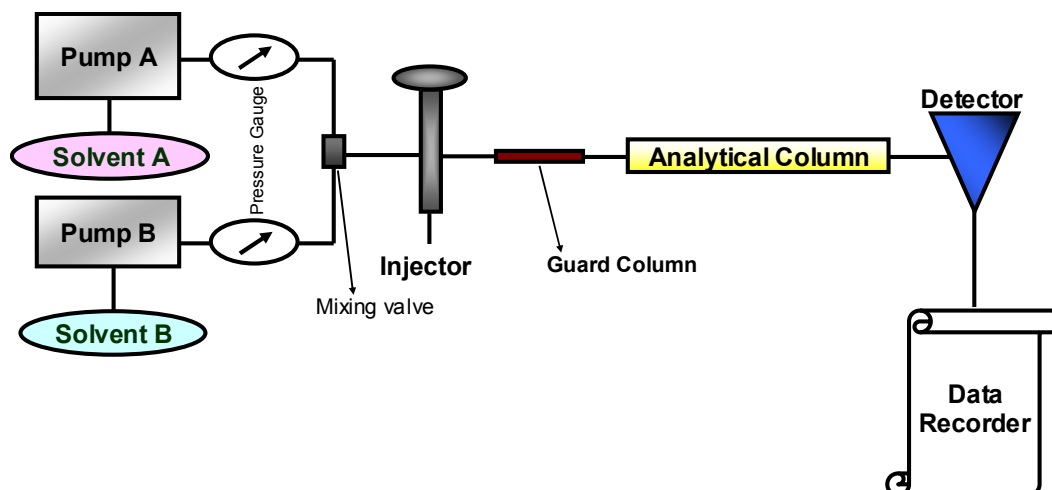 Pump A
Solvent A
Pressure Gauge
Pump B
Solvent B
Mixing valve
Injector
Guard Column
Analytical Column
Detector
Data
Recorder